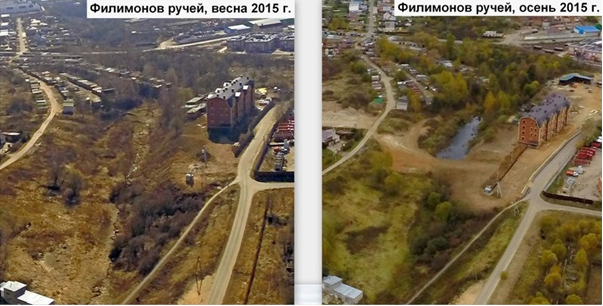 Филимонов ручей, весна 2015 г.
Филимонов ручей, осень 2015 г.